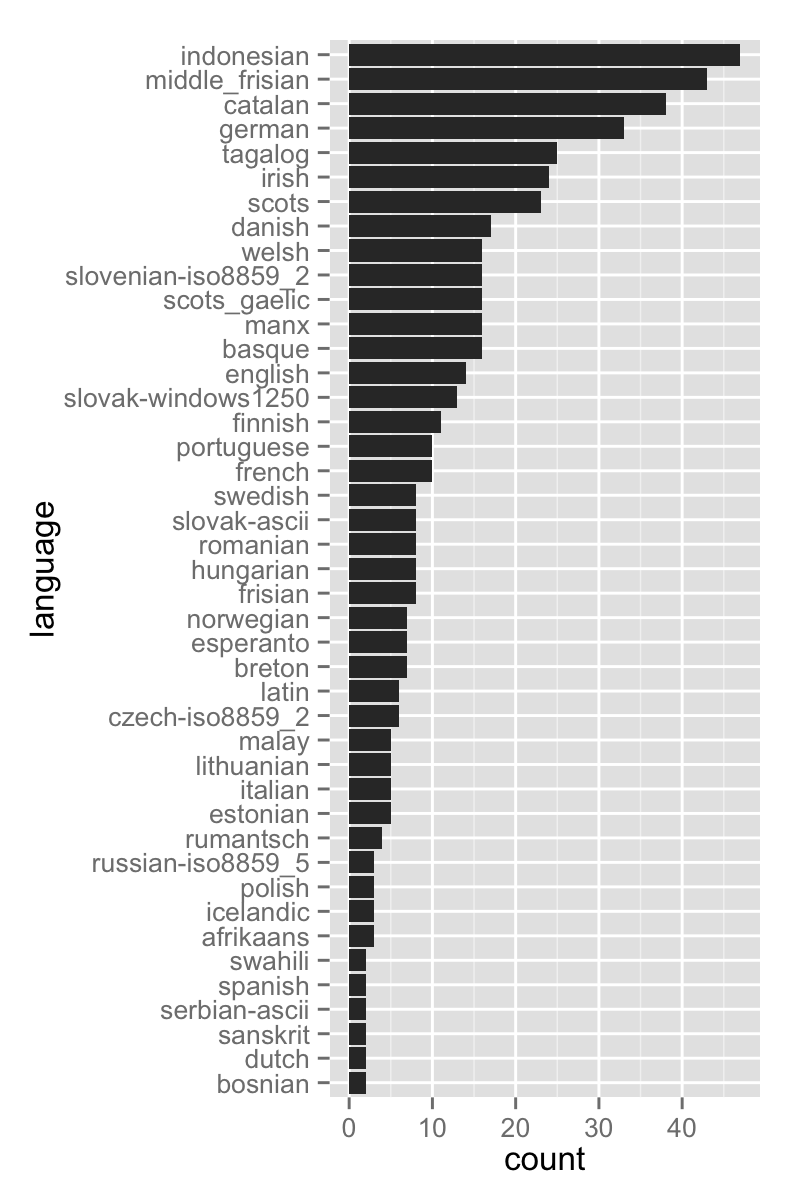 indonesian
middle_frisian
catalan
german
tagalog
irish
scots
danish
welsh
slovenian-iso8859_2
scots_gaelic
manx
basque
english
slovak-windows1250
finnish
portuguese
french
swedish
slovak-ascii
romanian
hungarian
frisian
norwegian
esperanto
breton
latin
czech-iso8859_2
malay
lithuanian
italian
estonian
rumantsch
russian-iso8859_5
polish
icelandic
afrikaans
swahili
spanish
serbian-ascii
sanskrit
dutch
bosnian
language
0 10 20 30 40
count